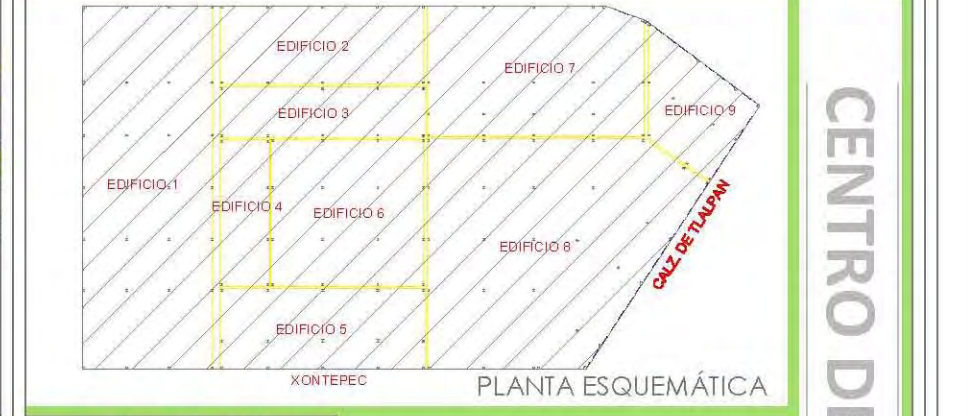 EDIFICIO 2
EDIFICIO 7
EDIFICIO 9
EDIFICIO 3
EDIFICIO 1
EDIFICIO 4
EDIFICIO 6
EDIFICIO 8
CALZ. DE TLALPAN
EDIFICIO 5
XONTEPEC
PLANTA ESQUEMÁTICA
CENTRO